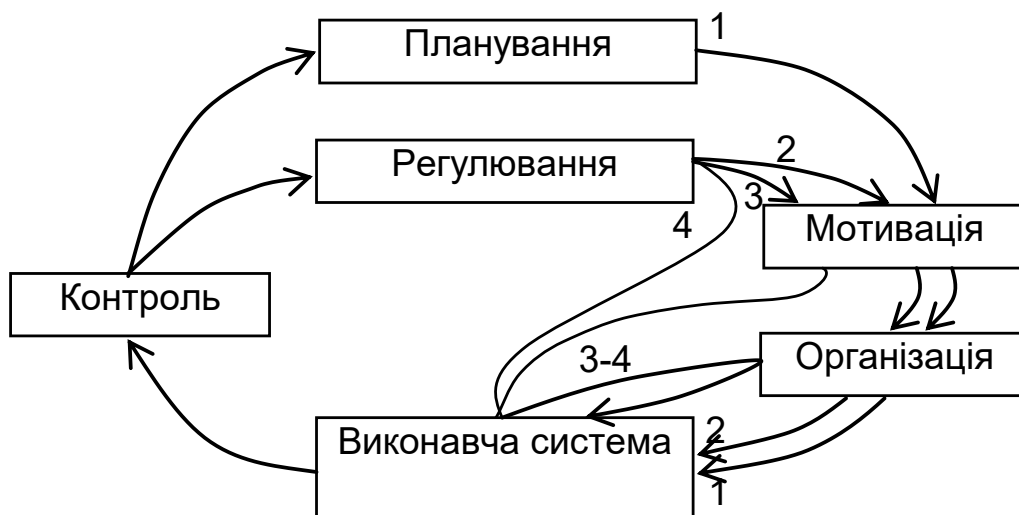 1
Планування
Регулювання
2
3
4
Мотивація
Контроль
Організація
3-4
Виконавча система
2
1